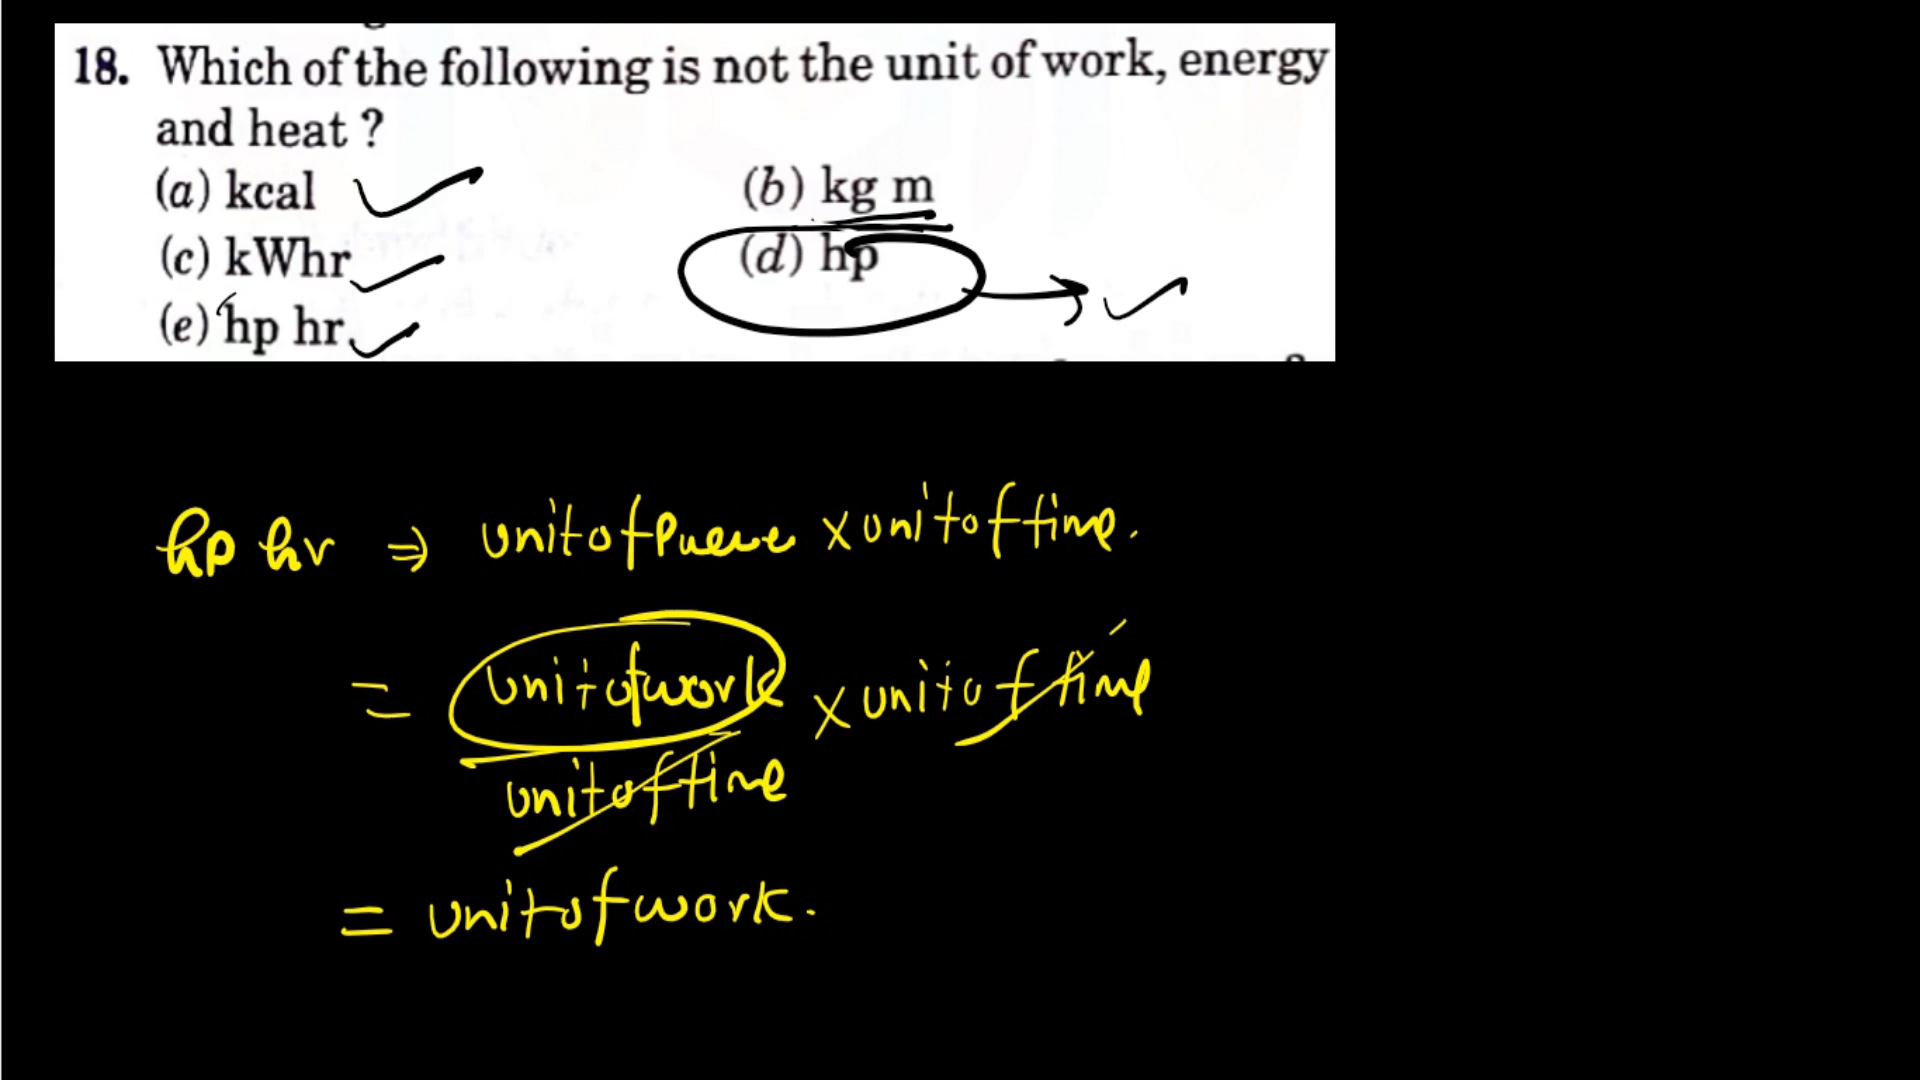 18. Which of the following is not the unit of work, energy
and heat ?
(a) kcal
(b) kg m
(c) kWhr
(d) hp
(e) hp hr
hp hr ⇒ unit of x unit of time.
= unit of work x unit of time
unit of time
= unit of work.